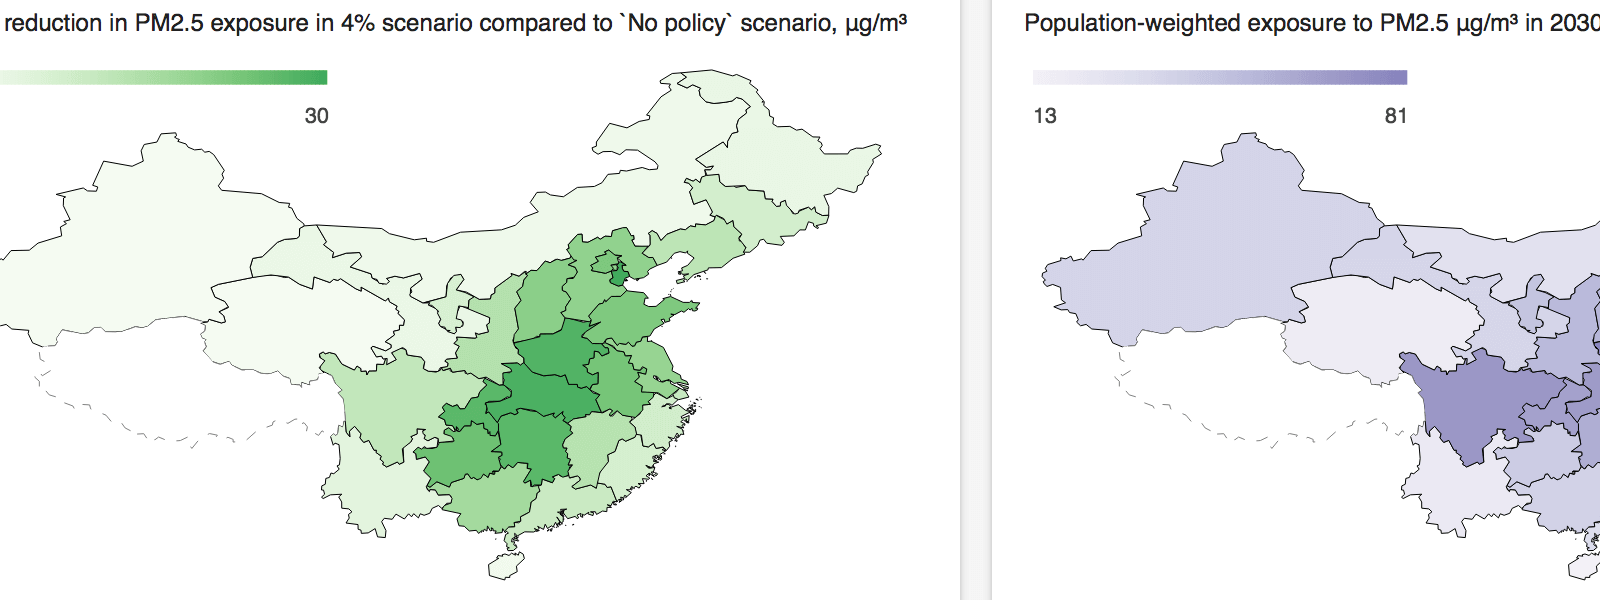 reduction in PM2.5 exposure in 4% scenario compared to `No policy` scenario, µg/m³
30
Population-weighted exposure to PM2.5 µg/m³ in 2030
13 81